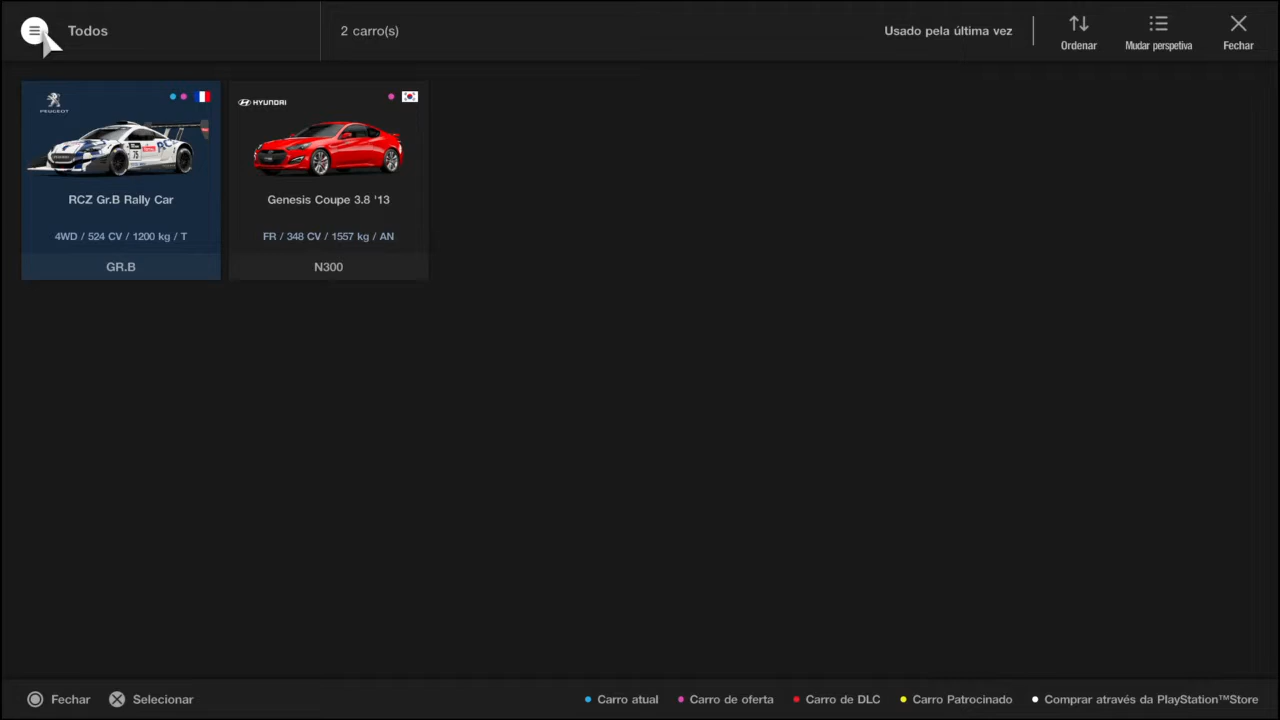 Todos
2 carro(s)
Usado pela última vez
Ordenar
Mudar perspetiva
Fechar
PEUGEOT
RCZ Gr.B Rally Car
4WD / 524 CV / 1200 kg / T
GR.B
HYUNDAI
Genesis Coupe 3.8 '13
FR / 348 CV / 1557 kg / AN
N300
Fechar
Selecionar
Carro atual
Carro de oferta
Carro de DLC
Carro Patrocinado
Comprar através da PlayStation™Store